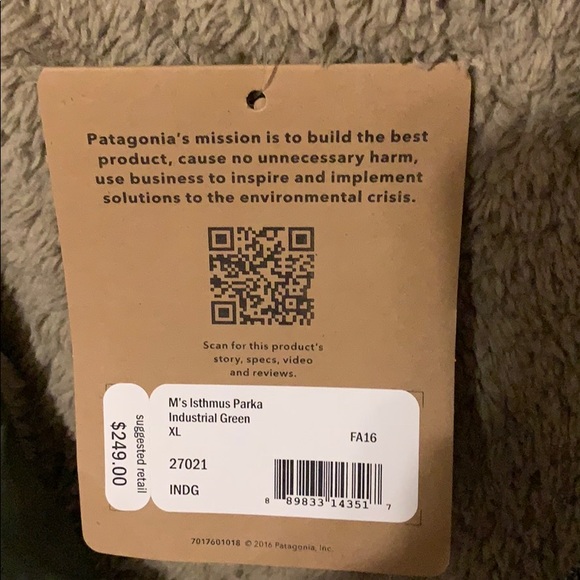 Patagonia's mission is to build the best
product, cause no unnecessary harm,
use business to inspire and implement
solutions to the environmental crisis.
Scan for this product's
story, specs, video
and reviews.
suggested retail
$249.00
M's Isthmus Parka
Industrial Green
XL
FA16
27021
INDG
8 89833 14351 7
7017601018 © 2016 Patagonia, Inc.